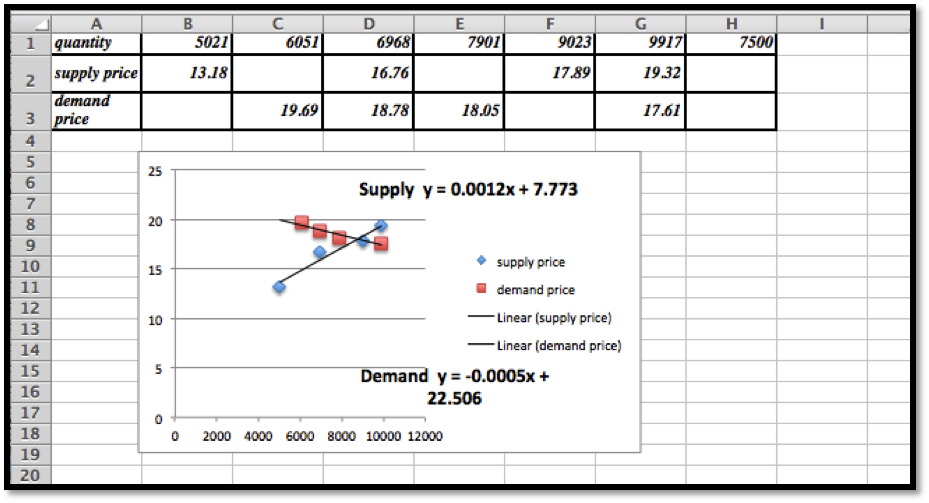 A B C D E F G H I
1 quantity 5021 6051 6968 7901 9023 9917 7500
2 supply price 13.18 16.76 17.89 19.32
demand
3 price 19.69 18.78 18.05 17.61
4
5
6
7
8
9
10
11
12
13
14
15
16
17
18
19
20
25
20
15
10
5
0
0 2000 4000 6000 8000 10000 12000
Supply y = 0.0012x + 7.773
supply price
demand price
Linear (supply price)
Linear (demand price)
Demand y = -0.0005x +
22.506